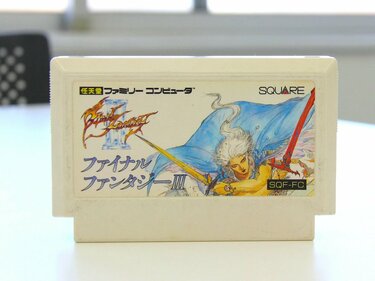 任天堂 ファミリー コンピュータ
SQUARE
FINAL FANTASY
III
ファイナル
ファンタジーIII
SQF-FC